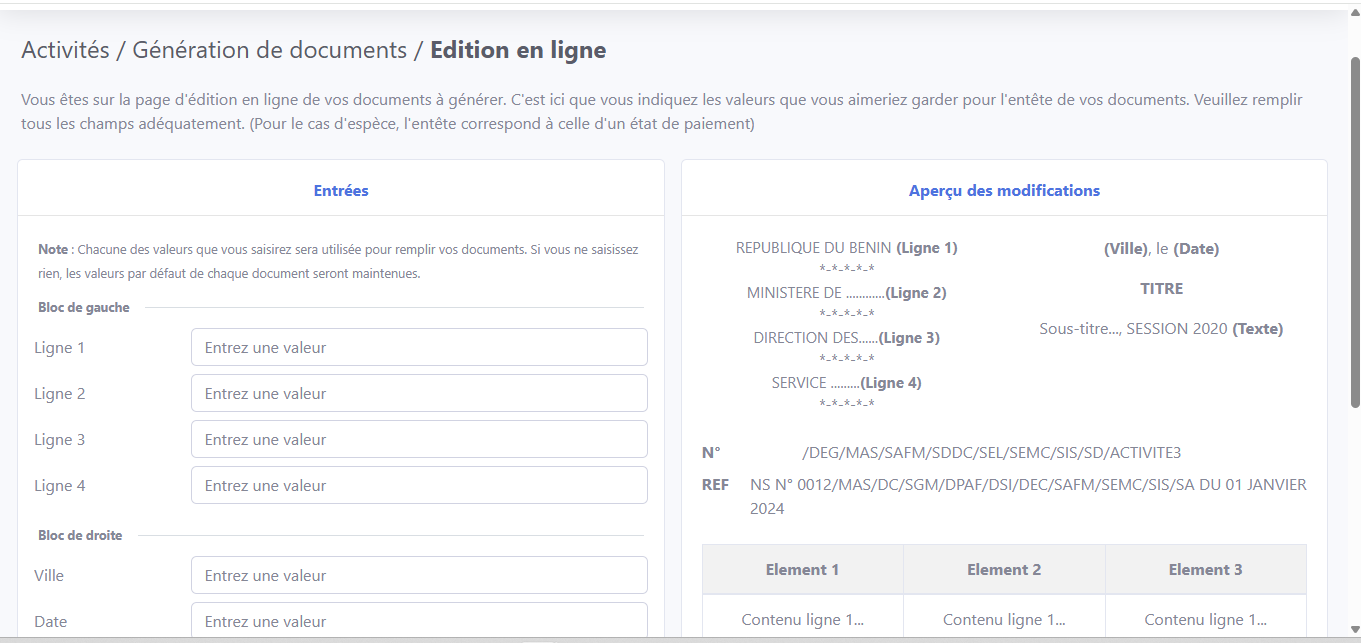 Activités / Génération de documents / Edition en ligne
Vous êtes sur la page d'édition en ligne de vos documents à générer. C'est ici que vous indiquez les valeurs que vous aimeriez garder pour l'entête de vos documents. Veuillez remplir
tous les champs adéquatement. (Pour le cas d'espèce, l'entête correspond à celle d'un état de paiement)
Entrées
Note : Chacune des valeurs que vous saisirez sera utilisée pour remplir vos documents. Si vous ne saisissez
rien, les valeurs par défaut de chaque document seront maintenues.
Bloc de gauche
Ligne 1 Entrez une valeur
Ligne 2 Entrez une valeur
Ligne 3 Entrez une valeur
Ligne 4 Entrez une valeur
Bloc de droite
Ville Entrez une valeur
Date Entrez une valeur
Aperçu des modifications
REPUBLIQUE DU BENIN (Ligne 1)
*-*-*-*-*
MINISTERE DE ............(Ligne 2)
*-*-*-*-*
DIRECTION DES......(Ligne 3)
*-*-*-*-*
SERVICE .........(Ligne 4)
*-*-*-*-*
(Ville), le (Date)
TITRE
Sous-titre..., SESSION 2020 (Texte)
N° /DEG/MAS/SAFM/SDDC/SEL/SEMC/SIS/SD/ACTIVITE3
REF NS N° 0012/MAS/DC/SGM/DPAF/DSI/DEC/SAFM/SEMC/SIS/SA DU 01 JANVIER
2024
Element 1 Element 2 Element 3
Contenu ligne 1... Contenu ligne 1... Contenu ligne 1...